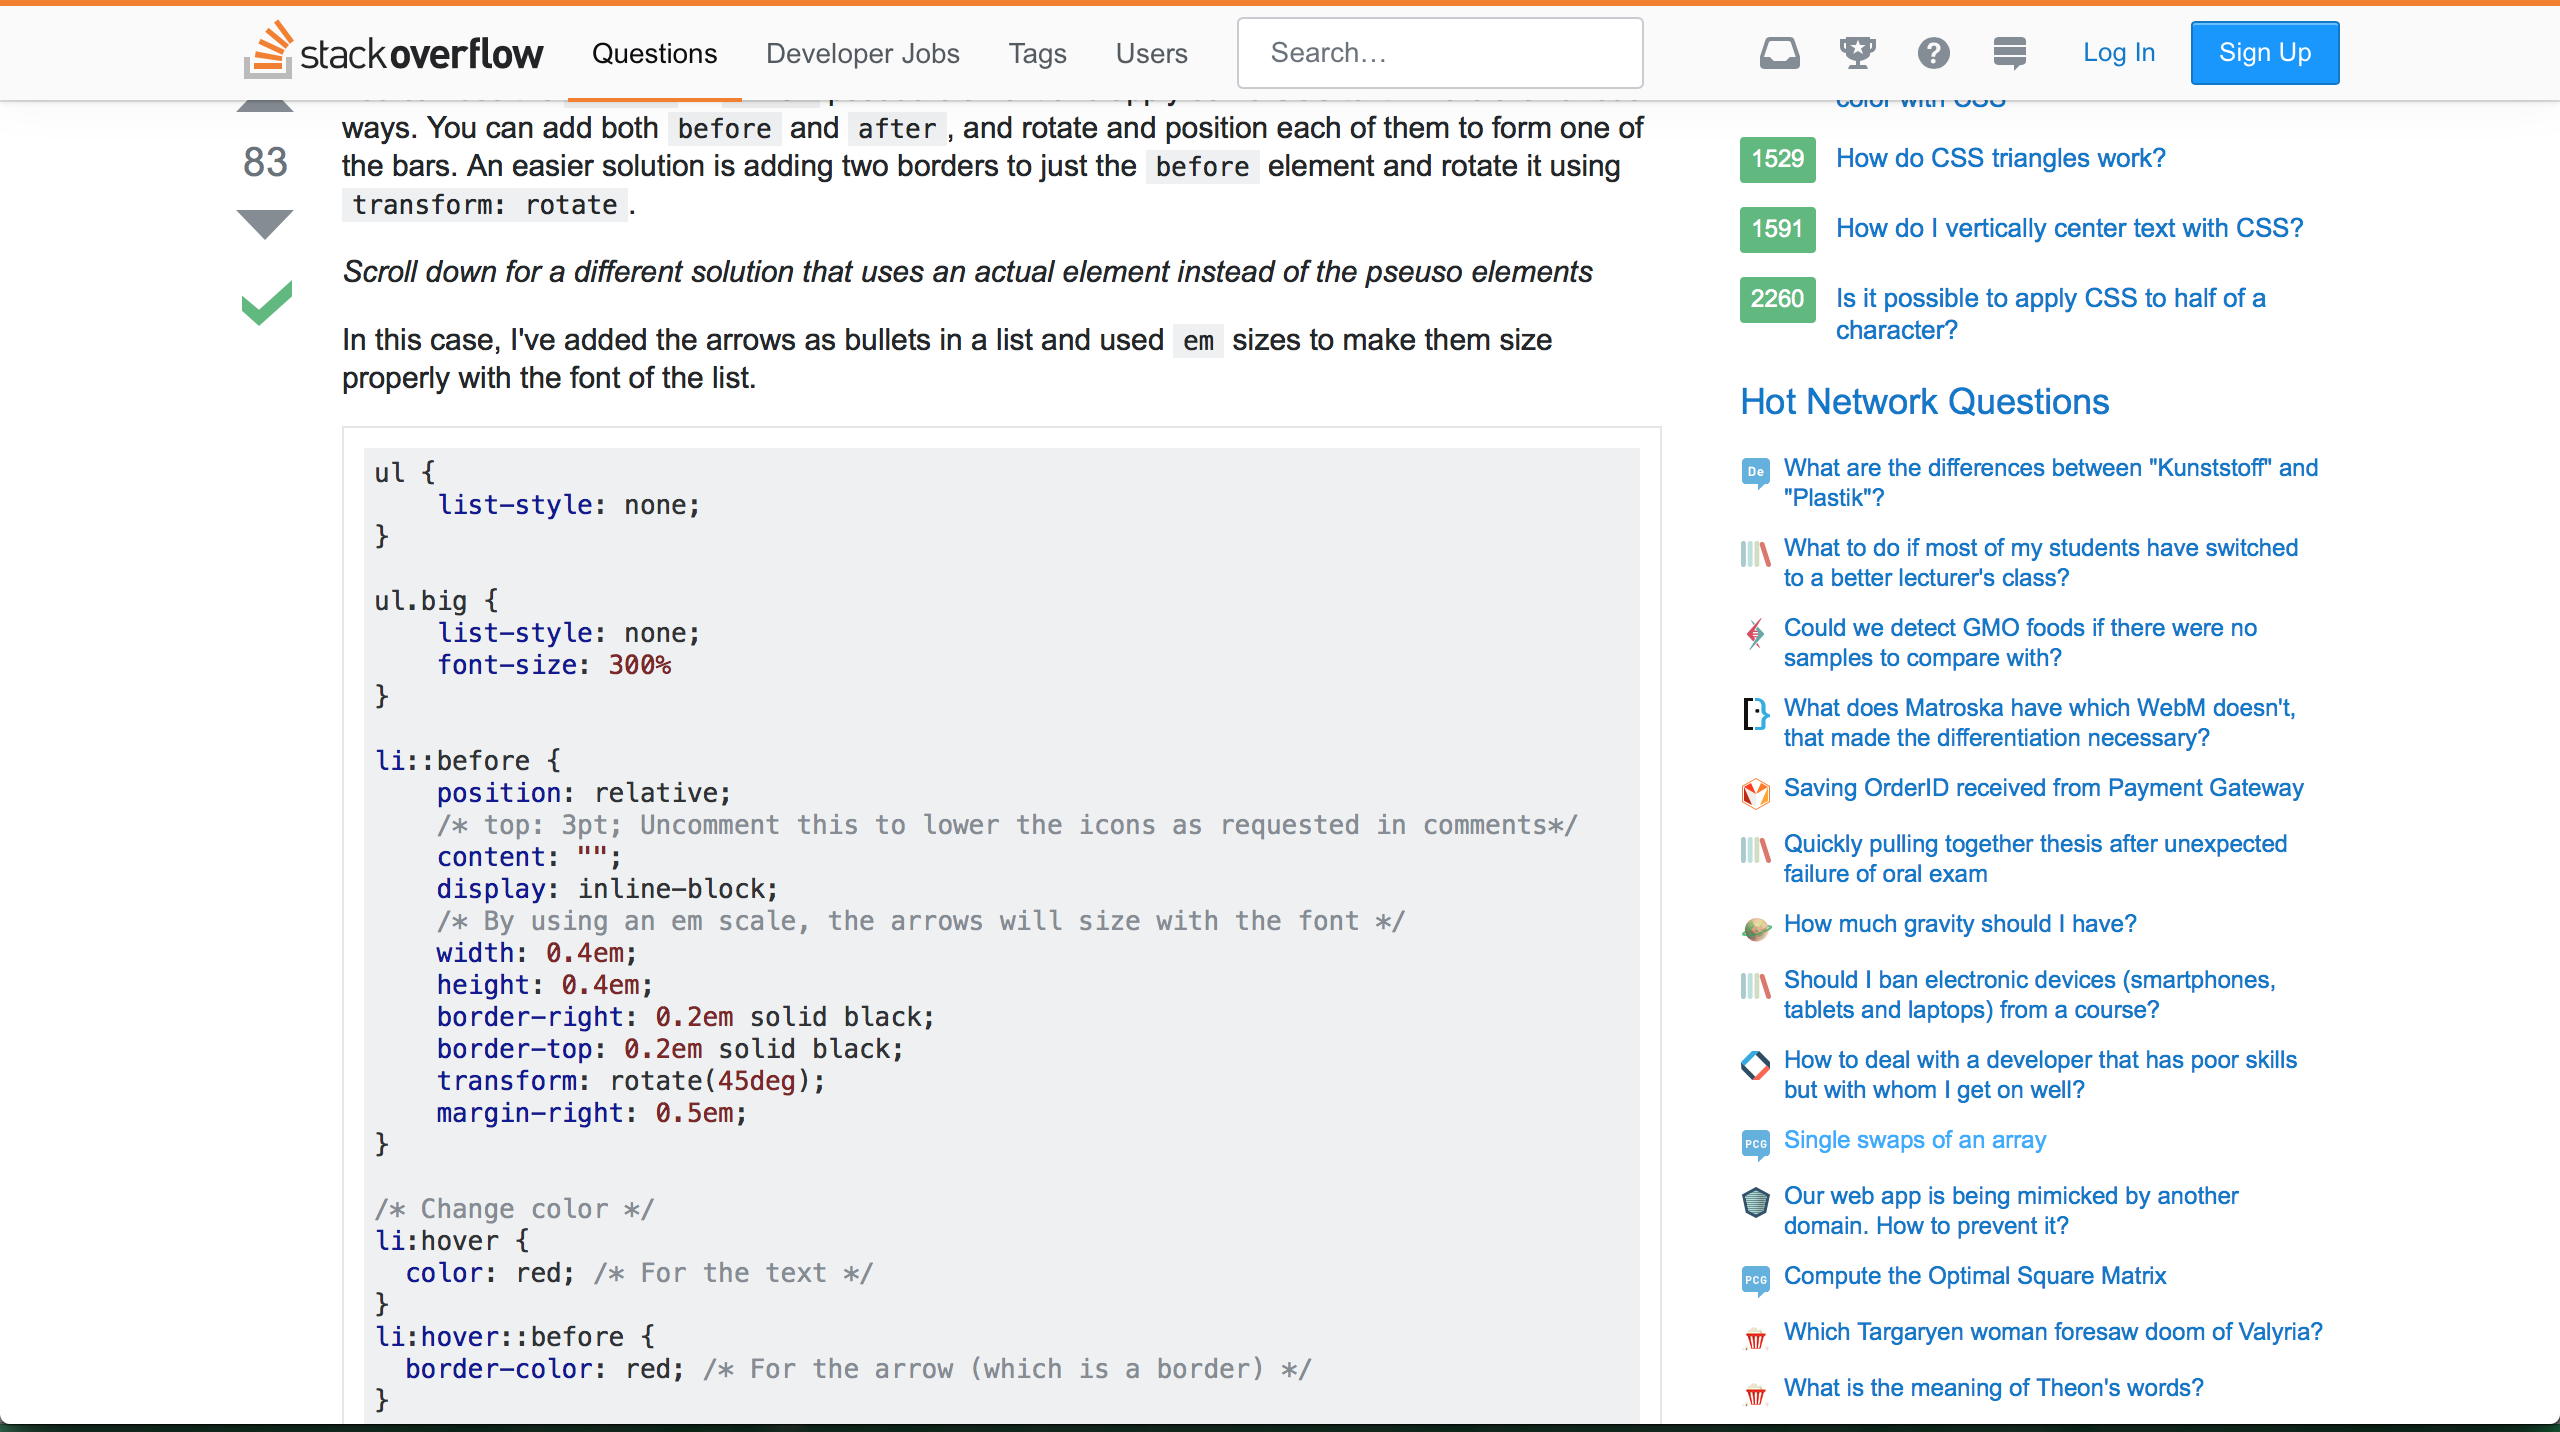 stackoverflow
Questions
Developer Jobs
Tags
Users
Search...
Log In
Sign Up
83
ways. You can add both before and after, and rotate and position each of them to form one of
the bars. An easier solution is adding two borders to just the before element and rotate it using
transform: rotate.
Scroll down for a different solution that uses an actual element instead of the pseuso elements
In this case, I've added the arrows as bullets in a list and used em sizes to make them size
properly with the font of the list.
ul {
    list-style: none;
}
ul.big {
    list-style: none;
    font-size: 300%
}
li::before {
    position: relative;
    /* top: 3pt; Uncomment this to lower the icons as requested in comments*/
    content: "";
    display: inline-block;
    /* By using an em scale, the arrows will size with the font */
    width: 0.4em;
    height: 0.4em;
    border-right: 0.2em solid black;
    border-top: 0.2em solid black;
    transform: rotate(45deg);
    margin-right: 0.5em;
}
/* Change color */
li:hover {
  color: red; /* For the text */
}
li:hover::before {
  border-color: red; /* For the arrow (which is a border) */
}
color with CSS
1529 How do CSS triangles work?
1591 How do I vertically center text with CSS?
2260 Is it possible to apply CSS to half of a
character?
Hot Network Questions
De What are the differences between "Kunststoff" and
"Plastik"?
What to do if most of my students have switched
to a better lecturer's class?
Could we detect GMO foods if there were no
samples to compare with?
What does Matroska have which WebM doesn't,
that made the differentiation necessary?
Saving OrderID received from Payment Gateway
Quickly pulling together thesis after unexpected
failure of oral exam
How much gravity should I have?
Should I ban electronic devices (smartphones,
tablets and laptops) from a course?
How to deal with a developer that has poor skills
but with whom I get on well?
PCG Single swaps of an array
Our web app is being mimicked by another
domain. How to prevent it?
PCG Compute the Optimal Square Matrix
Which Targaryen woman foresaw doom of Valyria?
What is the meaning of Theon's words?